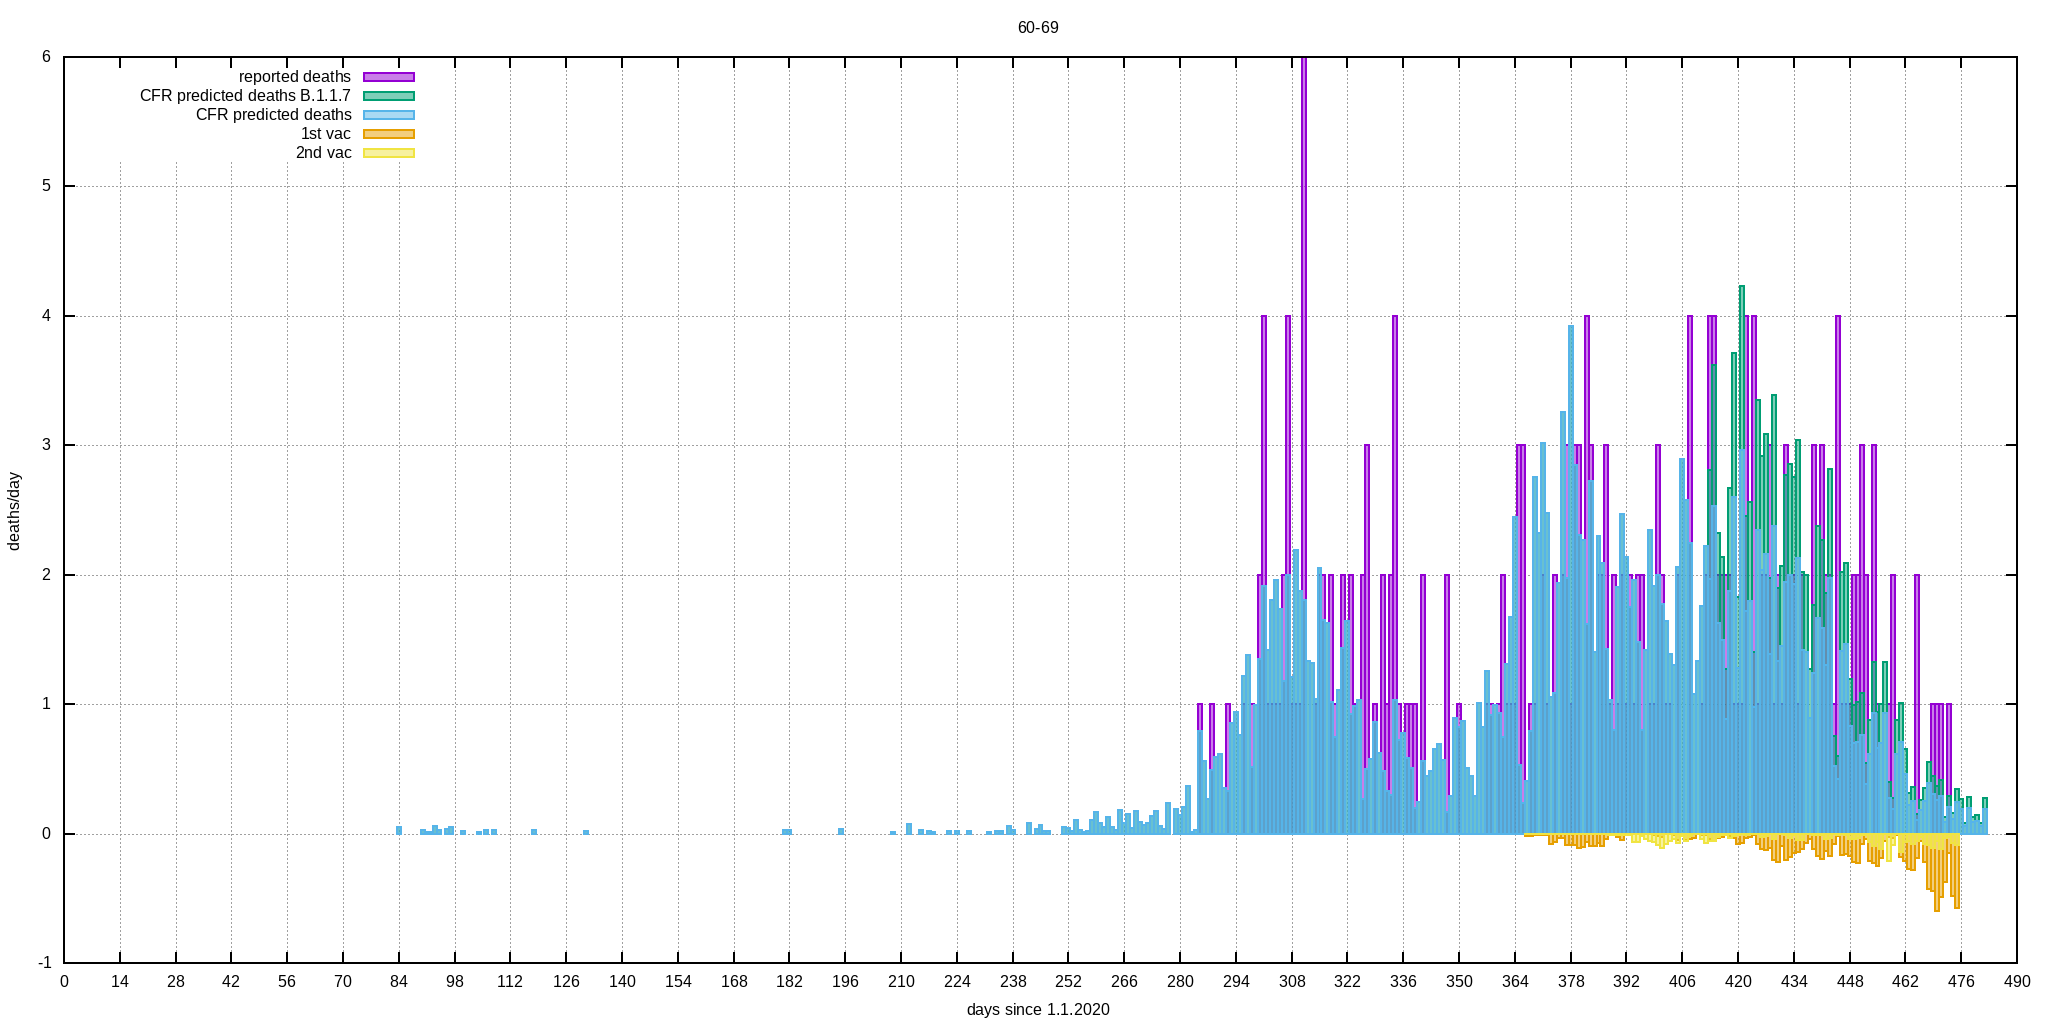 60-69
reported deaths
CFR predicted deaths B.1.1.7
CFR predicted deaths
1st vac
2nd vac
6
5
4
3
2
1
0
-1
deaths/day
0 14 28 42 56 70 84 98 112 126 140 154 168 182 196 210 224 238 252 266 280 294 308 322 336 350 364 378 392 406 420 434 448 462 476 490
days since 1.1.2020